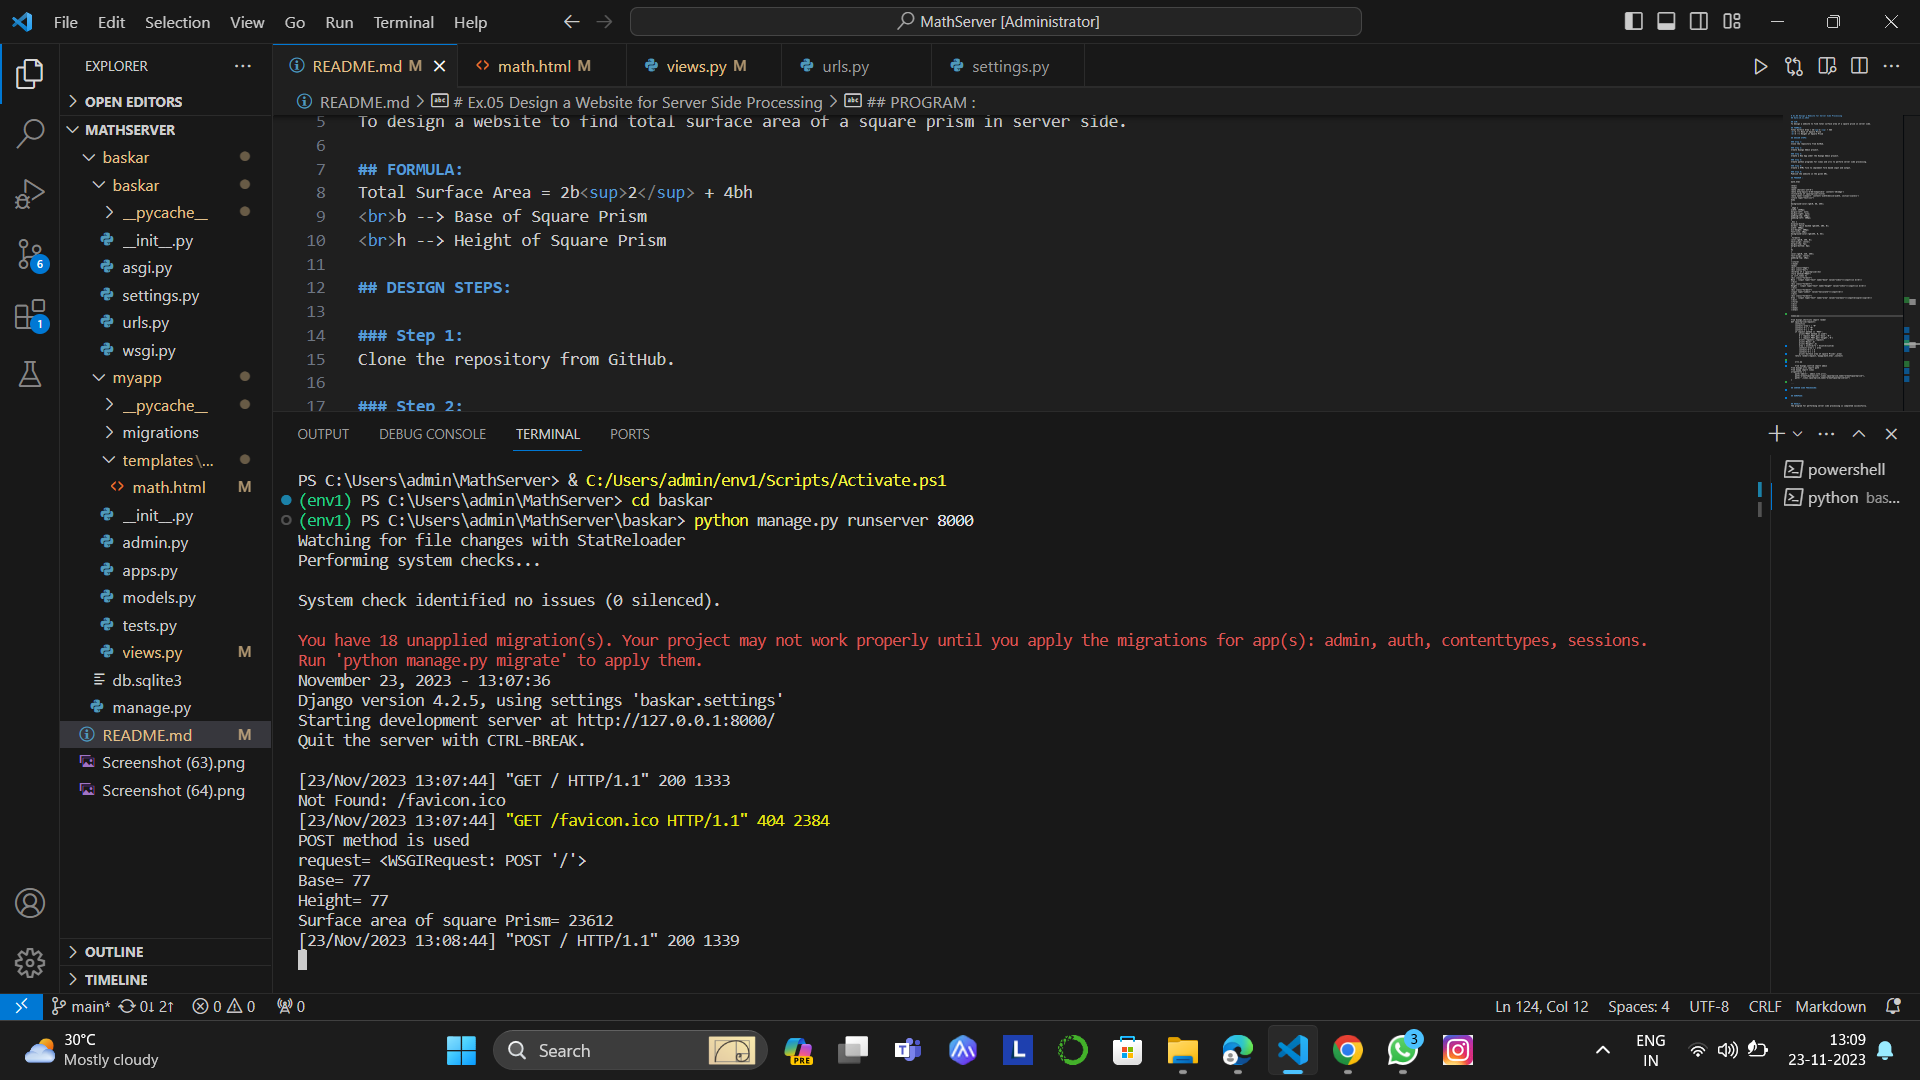 File Edit Selection View Go Run Terminal Help
MathServer [Administrator]
EXPLORER
README.md M
math.html M
views.py M
urls.py
settings.py
OPEN EDITORS
README.md > # Ex.05 Design a Website for Server Side Processing > ## PROGRAM :
MATHSERVER
baskar
baskar
__pycache__
__init__.py
asgi.py
settings.py
urls.py
wsgi.py
myapp
__pycache__
migrations
templates\...
math.html M
__init__.py
admin.py
apps.py
models.py
tests.py
views.py M
db.sqlite3
manage.py
README.md M
Screenshot (63).png
Screenshot (64).png
OUTLINE
TIMELINE
5 To design a website to find total surface area of a square prism in server side.
6
7 ## FORMULA:
8 Total Surface Area = 2b<sup>2</sup> + 4bh
9 <br>b --> Base of Square Prism
10 <br>h --> Height of Square Prism
11
12 ## DESIGN STEPS:
13
14 ### Step 1:
15 Clone the repository from GitHub.
16
17 ### Step 2:
OUTPUT DEBUG CONSOLE TERMINAL PORTS
PS C:\Users\admin\MathServer> & C:/Users/admin/env1/Scripts/Activate.ps1
(env1) PS C:\Users\admin\MathServer> cd baskar
(env1) PS C:\Users\admin\MathServer\baskar> python manage.py runserver 8000
Watching for file changes with StatReloader
Performing system checks...
System check identified no issues (0 silenced).
You have 18 unapplied migration(s). Your project may not work properly until you apply the migrations for app(s): admin, auth, contenttypes, sessions.
Run 'python manage.py migrate' to apply them.
November 23, 2023 - 13:07:36
Django version 4.2.5, using settings 'baskar.settings'
Starting development server at http://127.0.0.1:8000/
Quit the server with CTRL-BREAK.
[23/Nov/2023 13:07:44] "GET / HTTP/1.1" 200 1333
Not Found: /favicon.ico
[23/Nov/2023 13:07:44] "GET /favicon.ico HTTP/1.1" 404 2384
POST method is used
request= <WSGIRequest: POST '/'>
Base= 77
Height= 77
Surface area of square Prism= 23612
[23/Nov/2023 13:08:44] "POST / HTTP/1.1" 200 1339
powershell
python bas...
6
1
main* 0↓ 2↑ 0 0 0
Ln 124, Col 12 Spaces: 4 UTF-8 CRLF Markdown
30°C
Mostly cloudy
Search
PRE
L
3
ENG
IN
13:09
23-11-2023